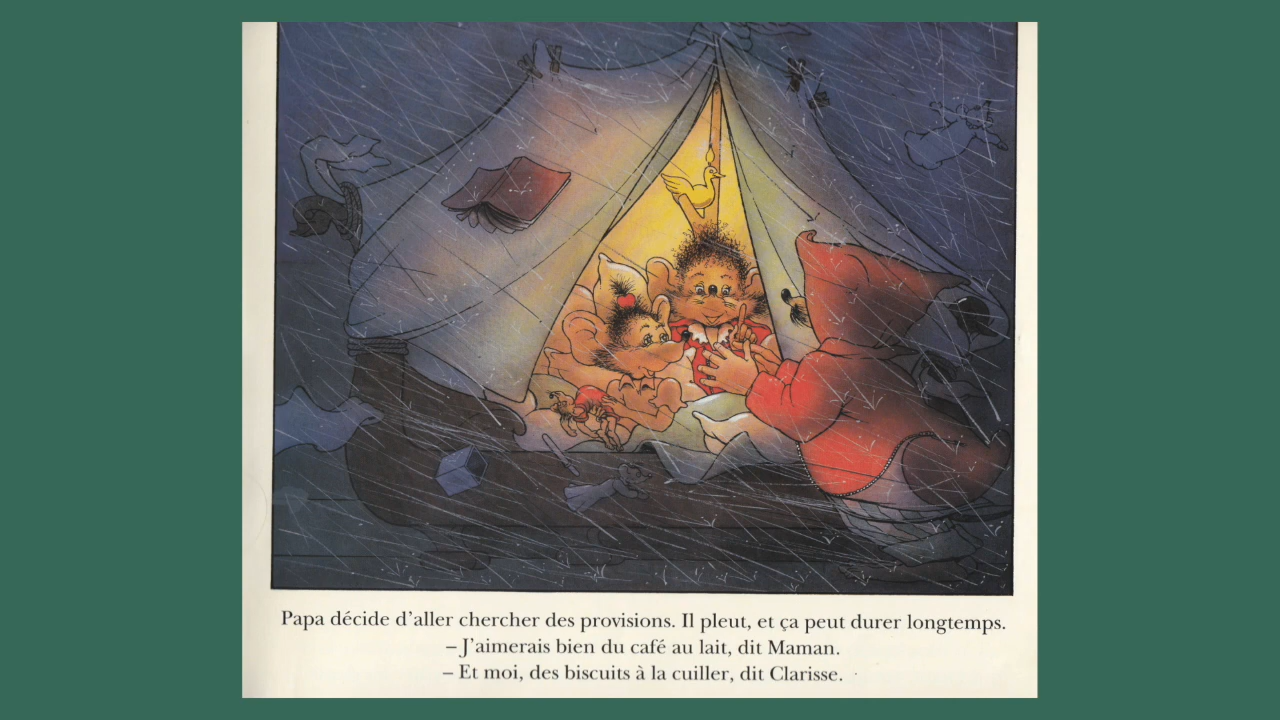 Papa décide d'aller chercher des provisions. Il pleut, et ça peut durer longtemps.
– J'aimerais bien du café au lait, dit Maman.
– Et moi, des biscuits à la cuiller, dit Clarisse.